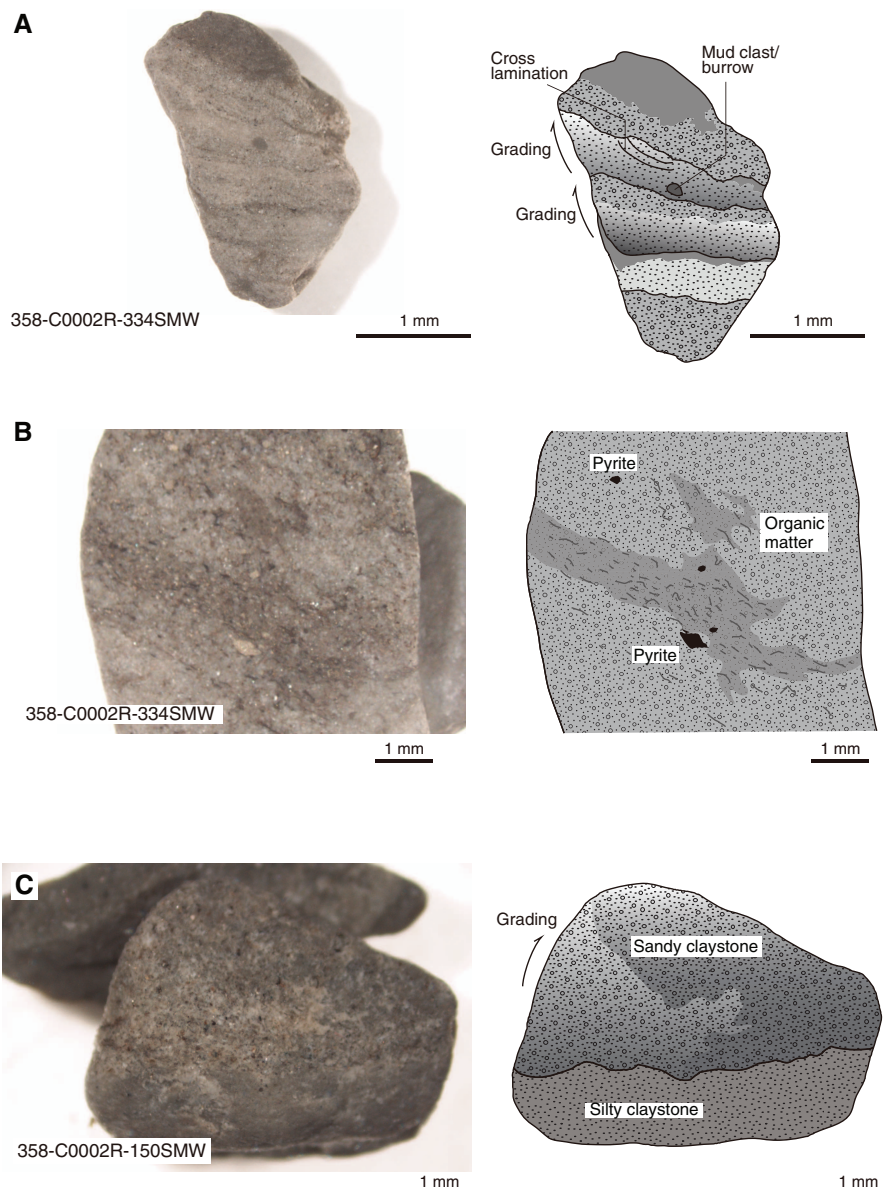 A
Cross
lamination
Mud clast/
burrow
Grading
Grading
358-C0002R-334SMW
1 mm
1 mm
B
Pyrite
Organic
matter
Pyrite
358-C0002R-334SMW
1 mm
1 mm
C
Grading
Sandy claystone
Silty claystone
358-C0002R-150SMW
1 mm
1 mm